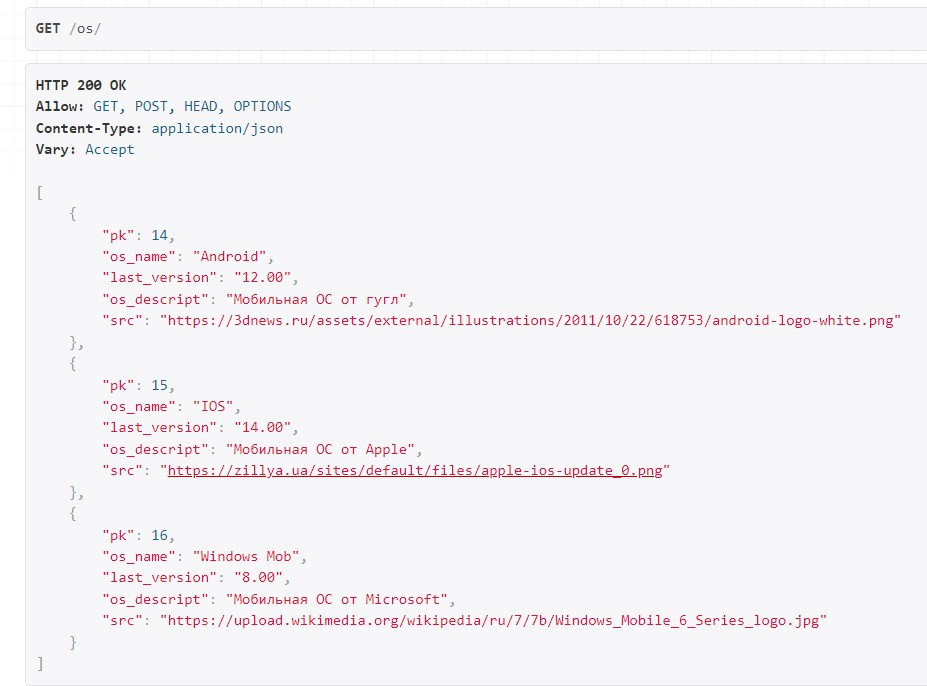 GET /os/
HTTP 200 OK
Allow: GET, POST, HEAD, OPTIONS
Content-Type: application/json
Vary: Accept
[
    {
        "pk": 14,
        "os_name": "Android",
        "last_version": "12.00",
        "os_descript": "Мобильная ОС от гугл",
        "src": "https://3dnews.ru/assets/external/illustrations/2011/10/22/618753/android-logo-white.png"
    },
    {
        "pk": 15,
        "os_name": "IOS",
        "last_version": "14.00",
        "os_descript": "Мобильная ОС от Apple",
        "src": "https://zillya.ua/sites/default/files/apple-ios-update_0.png"
    },
    {
        "pk": 16,
        "os_name": "Windows Mob",
        "last_version": "8.00",
        "os_descript": "Мобильная ОС от Microsoft",
        "src": "https://upload.wikimedia.org/wikipedia/ru/7/7b/Windows_Mobile_6_Series_logo.jpg"
    }
]